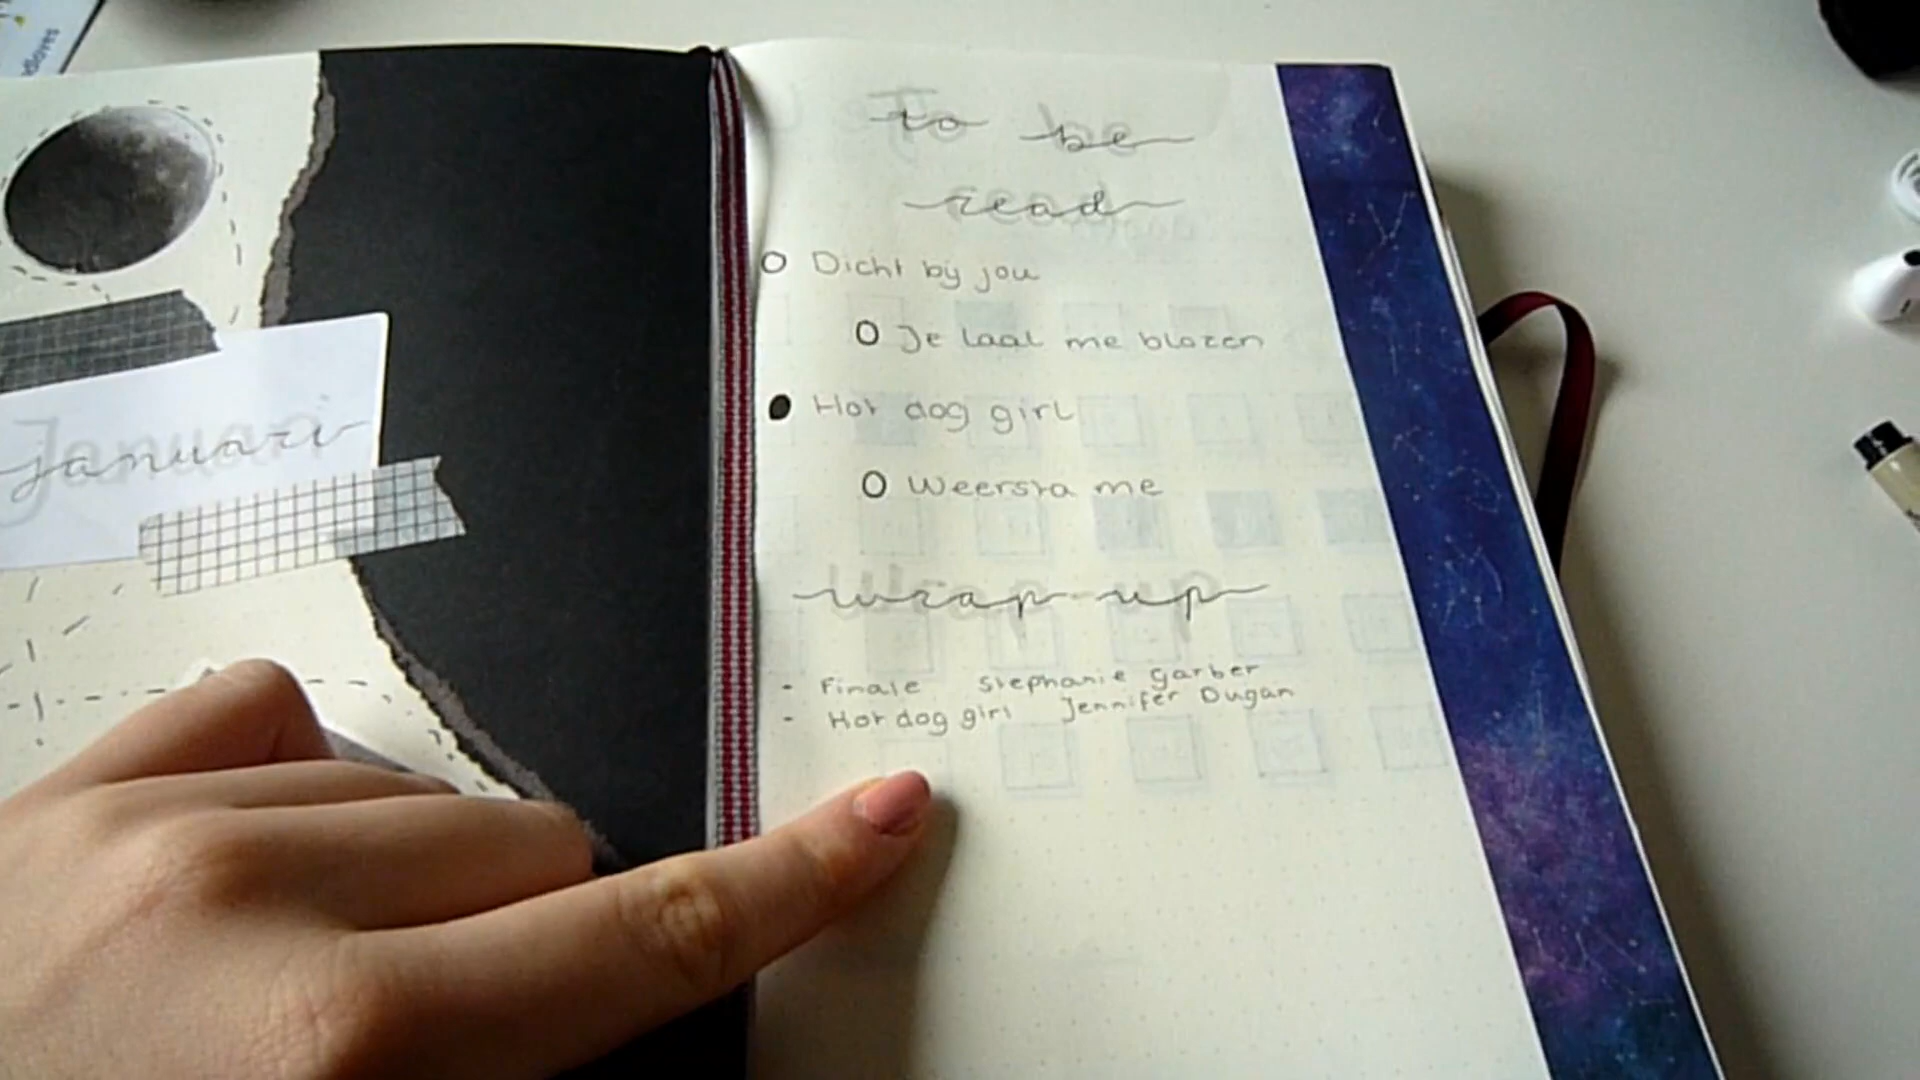 januari
to be
read
Dicht bij jou
Je laat me blozen
Hot dog girl
Weersta me
wrap-up
- Finale Stephanie Garber
- Hot dog girl Jennifer Dugan